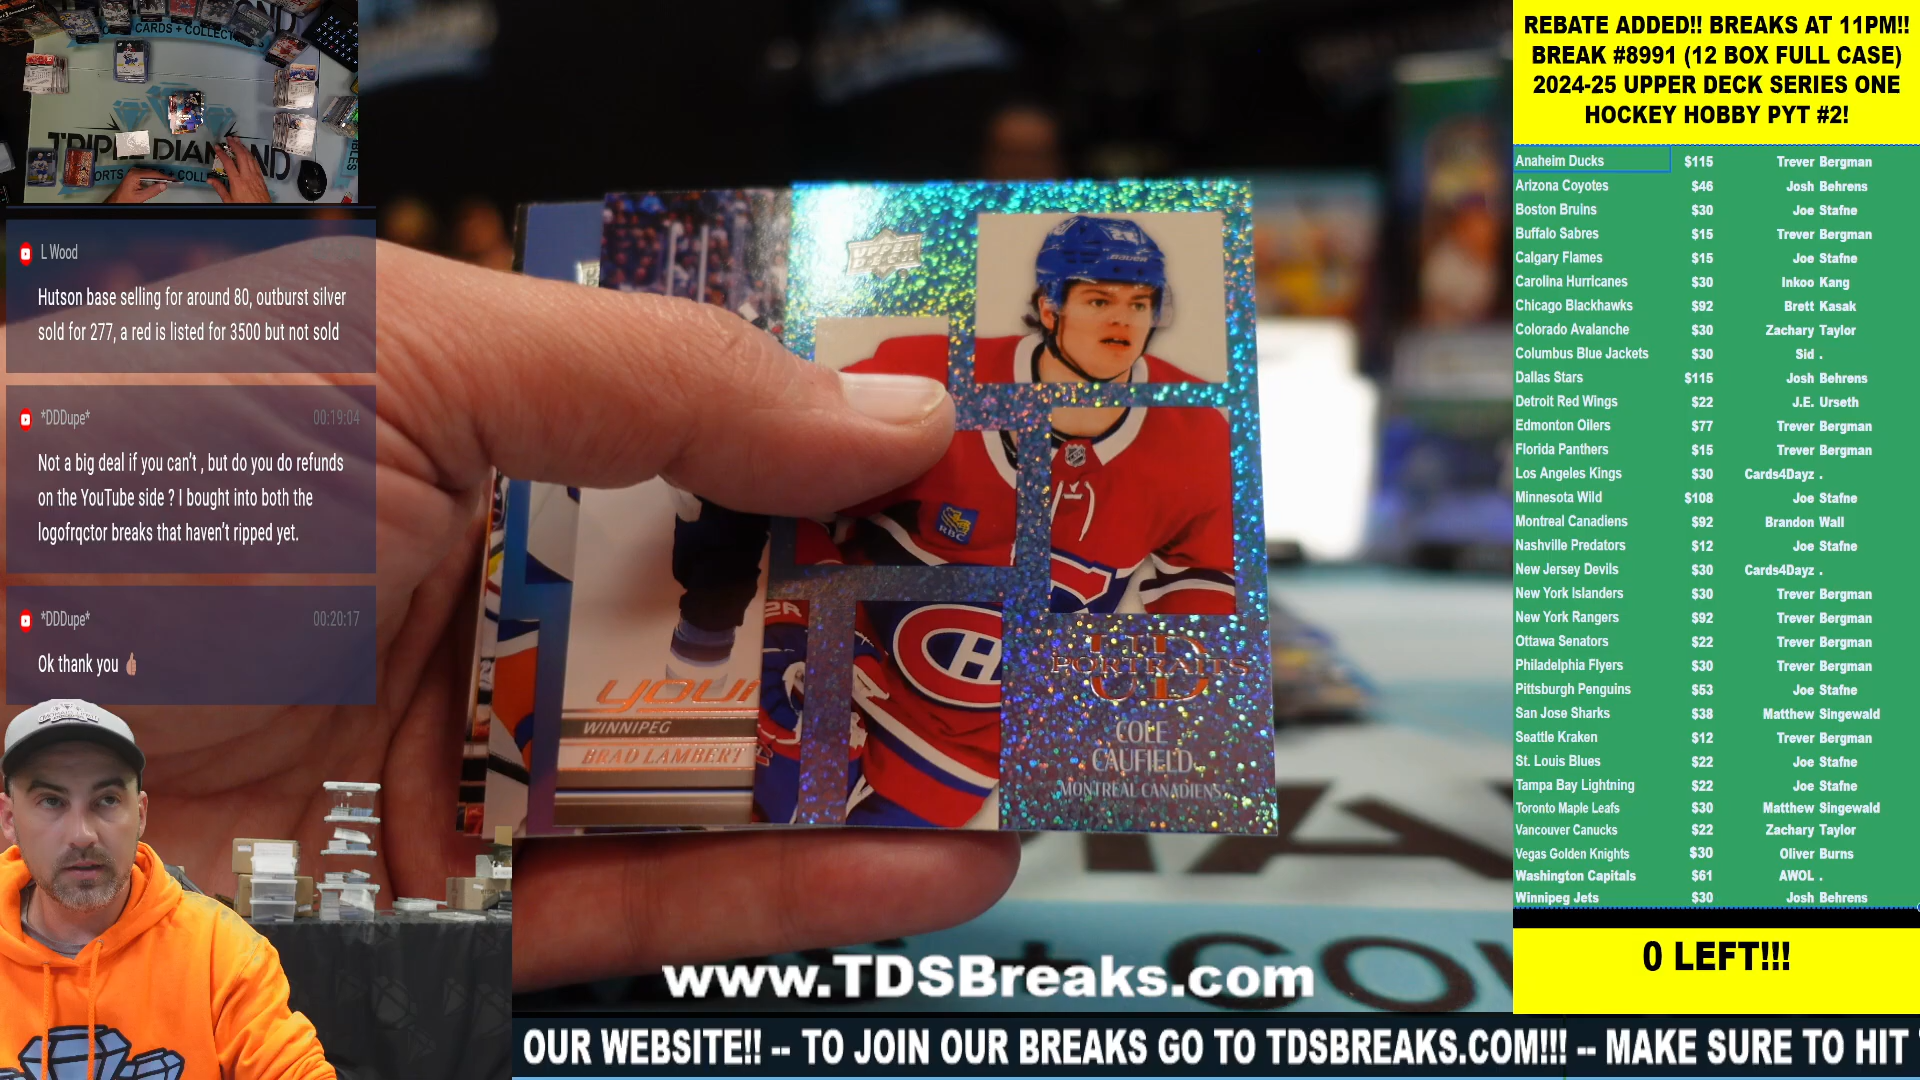 CARDS + COLLEC
TRIPLE DIAMOND
L Wood
Hutson base selling for around 80, outburst silver
sold for 277, a red is listed for 3500 but not sold
*DDDupe* 00:19:04
Not a big deal if you can't , but do you do refunds
on the YouTube side ? I bought into both the
logofrqctor breaks that haven't ripped yet.
*DDDupe* 00:20:17
Ok thank you 👍🏼
UPPER DECK
RBC
UD
PORTRAITS
COLE
CAUFIELD
MONTREAL CANADIENS
YOUN
WINNIPEG
BRAD LAMBERT
www.TDSBreaks.com
OUR WEBSITE!! -- TO JOIN OUR BREAKS GO TO TDSBREAKS.COM!!! -- MAKE SURE TO HIT
REBATE ADDED!! BREAKS AT 11PM!!
BREAK #8991 (12 BOX FULL CASE)
2024-25 UPPER DECK SERIES ONE
HOCKEY HOBBY PYT #2!
Anaheim Ducks $115 Trever Bergman
Arizona Coyotes $46 Josh Behrens
Boston Bruins $30 Joe Stafne
Buffalo Sabres $15 Trever Bergman
Calgary Flames $15 Joe Stafne
Carolina Hurricanes $30 Inkoo Kang
Chicago Blackhawks $92 Brett Kasak
Colorado Avalanche $30 Zachary Taylor
Columbus Blue Jackets $30 Sid .
Dallas Stars $115 Josh Behrens
Detroit Red Wings $22 J.E. Urseth
Edmonton Oilers $77 Trever Bergman
Florida Panthers $15 Trever Bergman
Los Angeles Kings $30 Cards4Dayz .
Minnesota Wild $108 Joe Stafne
Montreal Canadiens $92 Brandon Wall
Nashville Predators $12 Joe Stafne
New Jersey Devils $30 Cards4Dayz .
New York Islanders $30 Trever Bergman
New York Rangers $92 Trever Bergman
Ottawa Senators $22 Trever Bergman
Philadelphia Flyers $30 Trever Bergman
Pittsburgh Penguins $53 Joe Stafne
San Jose Sharks $38 Matthew Singewald
Seattle Kraken $12 Trever Bergman
St. Louis Blues $22 Joe Stafne
Tampa Bay Lightning $22 Joe Stafne
Toronto Maple Leafs $30 Matthew Singewald
Vancouver Canucks $22 Zachary Taylor
Vegas Golden Knights $30 Oliver Burns
Washington Capitals $61 AWOL .
Winnipeg Jets $30 Josh Behrens
0 LEFT!!!